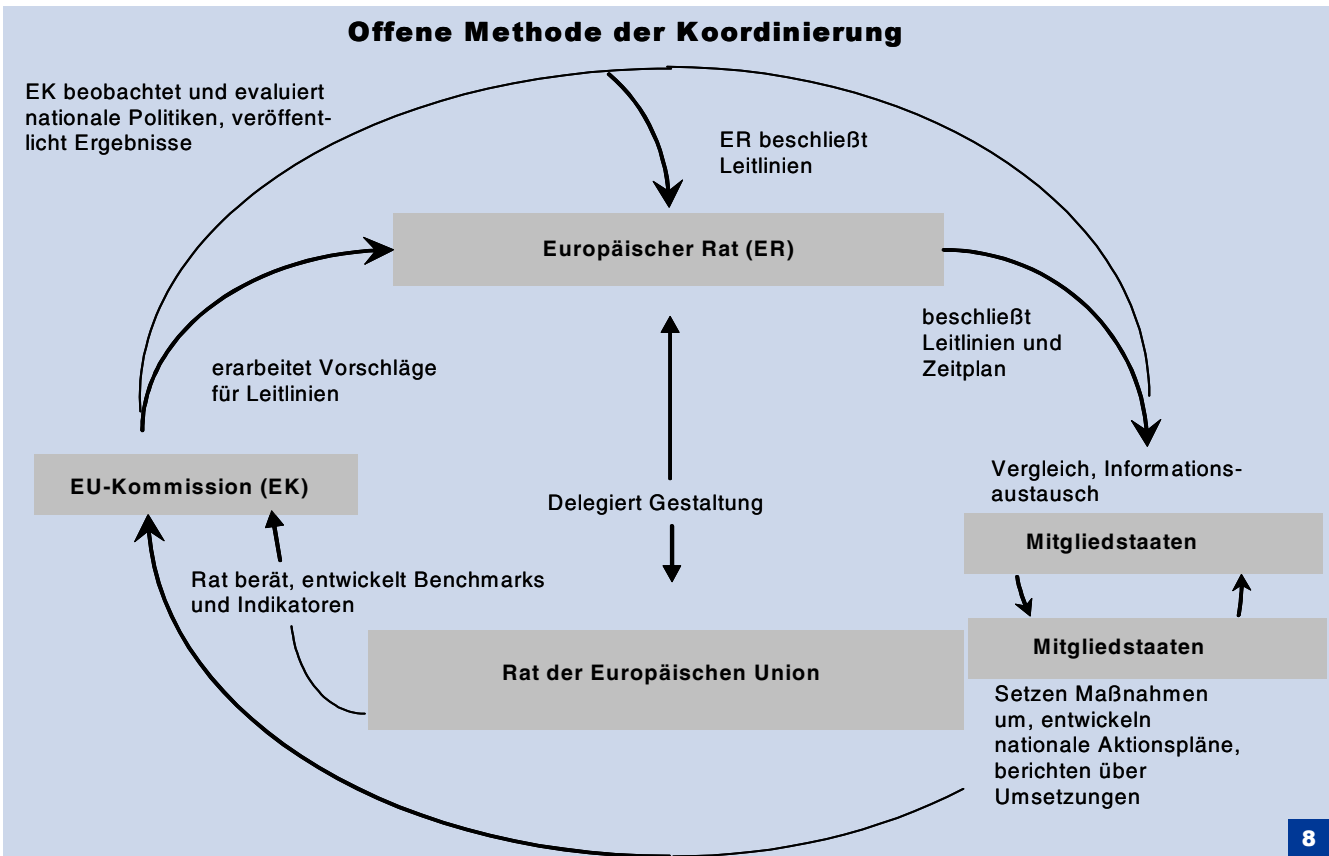 Offene Methode der Koordinierung
EK beobachtet und evaluiert
nationale Politiken, veröffent-
licht Ergebnisse
ER beschließt
Leitlinien
Europäischer Rat (ER)
beschließt
Leitlinien und
Zeitplan
erarbeitet Vorschläge
für Leitlinien
EU-Kommission (EK)
Vergleich, Informations-
austausch
Delegiert Gestaltung
Mitgliedstaaten
Rat berät, entwickelt Benchmarks
und Indikatoren
Mitgliedstaaten
Rat der Europäischen Union
Setzen Maßnahmen
um, entwickeln
nationale Aktionspläne,
berichten über
Umsetzungen
8